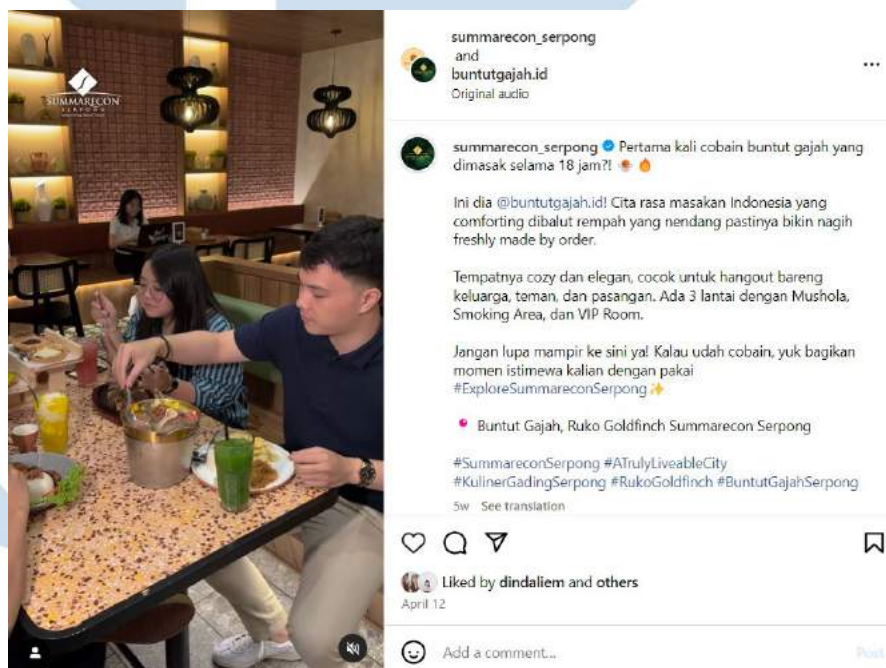 SUMMARECON
SERPONG
summarecon_serpong
and
buntutgajah.id
Original audio
summarecon_serpong Pertama kali cobain buntut gajah yang
dimasak selama 18 jam?!
Ini dia @buntutgajah.id! Cita rasa masakan Indonesia yang
comforting dibalut rempah yang nendang pastinya bikin nagih
freshly made by order.
Tempatnya cozy dan elegan, cocok untuk hangout bareng
keluarga, teman, dan pasangan. Ada 3 lantai dengan Mushola,
Smoking Area, dan VIP Room.
Jangan lupa mampir ke sini ya! Kalau udah cobain, yuk bagikan
momen istimewa kalian dengan pakai
#ExploreSummareconSerpong
Buntut Gajah, Ruko Goldfinch Summarecon Serpong
#SummareconSerpong #ATrulyLiveableCity
#KulinerGadingSerpong #RukoGoldfinch #BuntutGajahSerpong
5w See translation
Liked by dindaliem and others
April 12
Add a comment...
Post